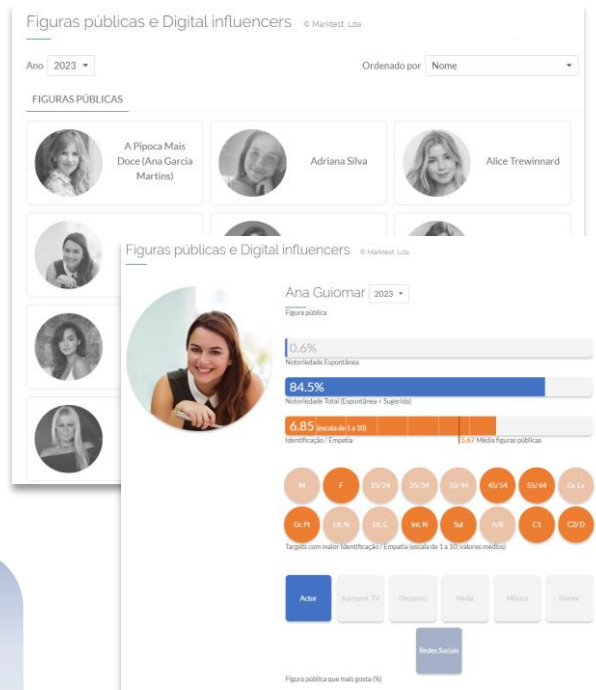 Figuras públicas e Digital influencers © Marktest, Lda
Ano 2023 Ordenado por Nome
FIGURAS PÚBLICAS
A Pipoca Mais
Doce (Ana Garcia
Martins)
Adriana Silva
Alice Trewinnard
Figuras públicas e Digital influencers © Marktest, Lda
Ana Guiomar 2023
Figura pública
0.6%
Notoriedade Espontânea
84.5%
Notoriedade Total (Espontânea + Sugerida)
6.85 (escala de 1 a 10)
Identificação / Empatia 5.67 Média figuras públicas
M F 15/24 25/34 35/44 45/54 55/64 Gr. Lx
Gr. Pt Lit. N Lit. C Int. N Sul A/B C1 C2/D
Targets com maior Identificação / Empatia (escala de 1 a 10; valores médios)
Actor Apresent. TV Desporto Moda Música Humor
Redes Sociais
Figura pública que mais gosta (%)